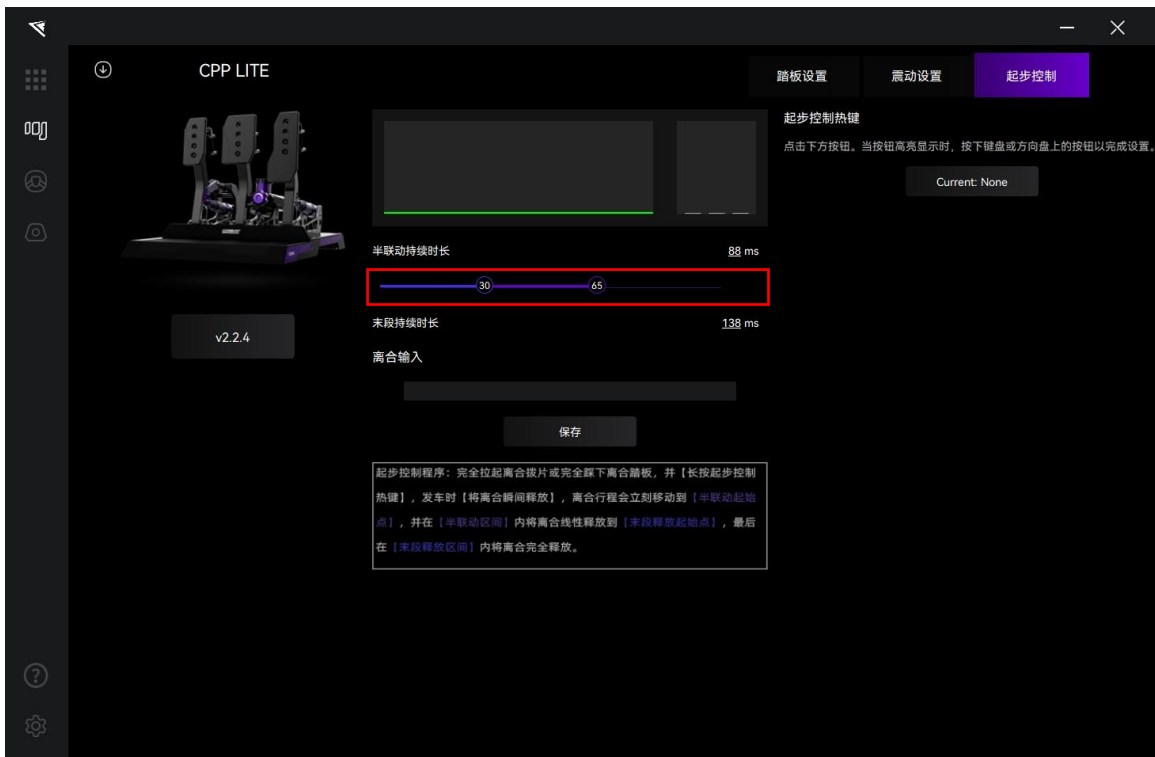 CPP LITE
踏板设置
震动设置
起步控制
起步控制热键
点击下方按钮。当按钮高亮显示时，按下键盘或方向盘上的按钮以完成设置。
Current: None
半联动持续时长
88 ms
30
65
末段持续时长
138 ms
v2.2.4
离合输入
保存
起步控制程序：完全拉起离合拨片或完全踩下离合踏板，并【长按起步控制
热键】，发车时【将离合瞬间释放】，离合行程会立刻移动到【半联动起始
点】，并在【半联动区间】内将离合线性释放到【末段释放起始点】，最后
在【末段释放区间】内将离合完全释放。